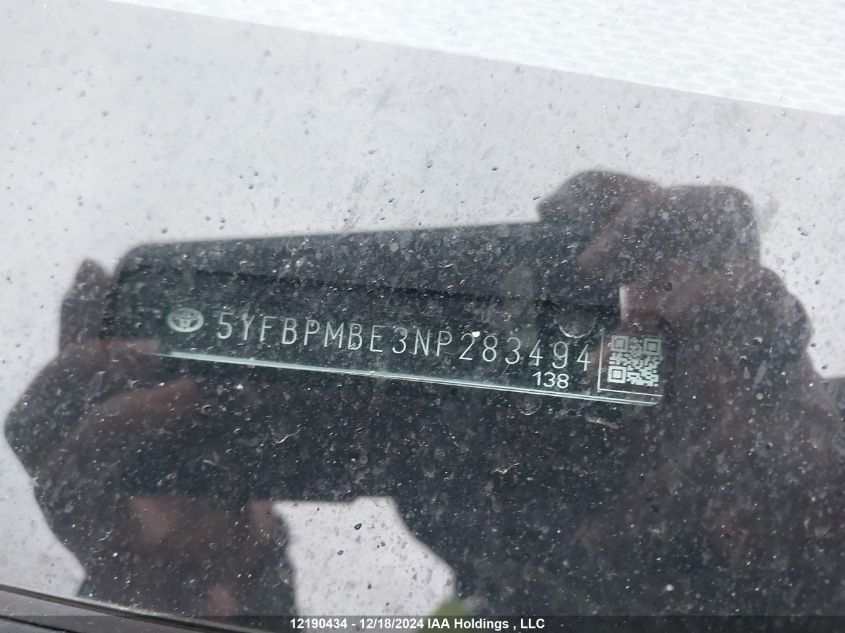 5YFBPMBE3NP283494
138
12190434 - 12/18/2024 IAA Holdings , LLC